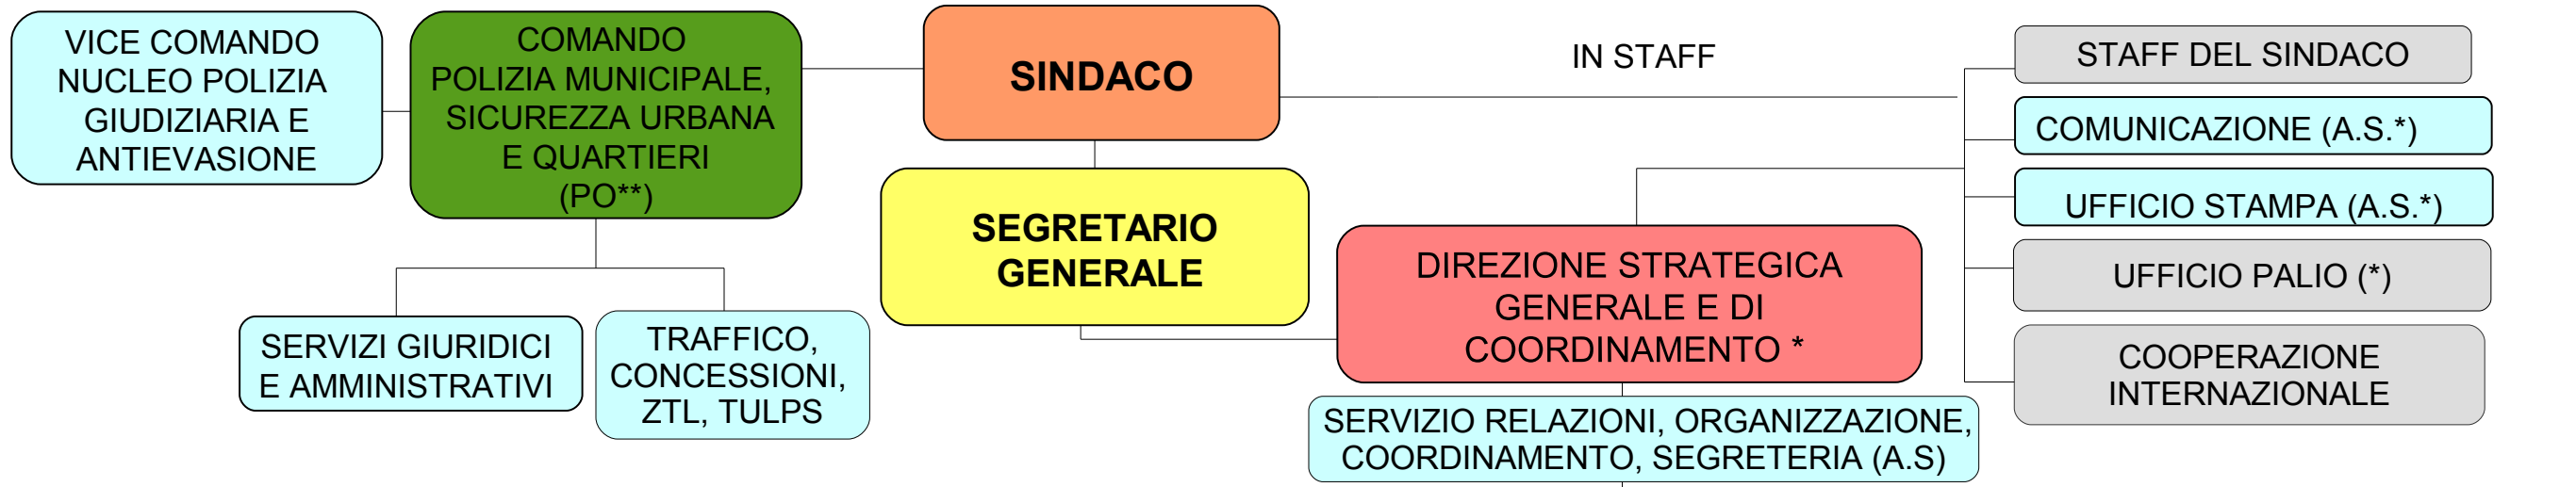 VICE COMANDO
NUCLEO POLIZIA
GIUDIZIARIA E
ANTIEVASIONE
COMANDO
POLIZIA MUNICIPALE,
SICUREZZA URBANA
E QUARTIERI
(PO**)
SINDACO
IN STAFF
STAFF DEL SINDACO
COMUNICAZIONE (A.S.*)
UFFICIO STAMPA (A.S.*)
UFFICIO PALIO (*)
COOPERAZIONE
INTERNAZIONALE
SEGRETARIO
GENERALE
DIREZIONE STRATEGICA
GENERALE E DI
COORDINAMENTO *
SERVIZI GIURIDICI
E AMMINISTRATIVI
TRAFFICO,
CONCESSIONI,
ZTL, TULPS
SERVIZIO RELAZIONI, ORGANIZZAZIONE,
COORDINAMENTO, SEGRETERIA (A.S)